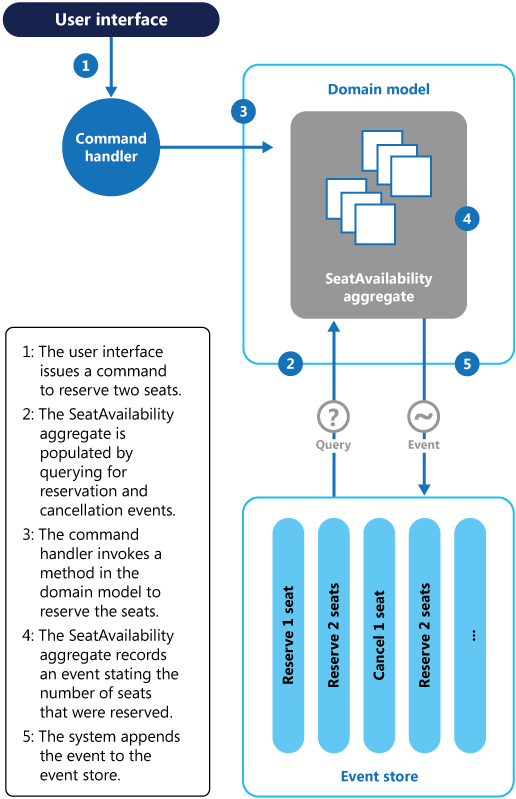 User interface
1
Command
handler
3
Domain model
4
SeatAvailability
aggregate
2
5
?
Query
~
Event
1: The user interface
issues a command
to reserve two seats.
2: The SeatAvailability
aggregate is
populated by
querying for
reservation and
cancellation events.
3: The command
handler invokes a
method in the
domain model to
reserve the seats.
4: The SeatAvailability
aggregate records
an event stating the
number of seats
that were reserved.
5: The system appends
the event to the
event store.
Reserve 1 seat
Reserve 2 seats
Cancel 1 seat
Reserve 2 seats
...
Event store